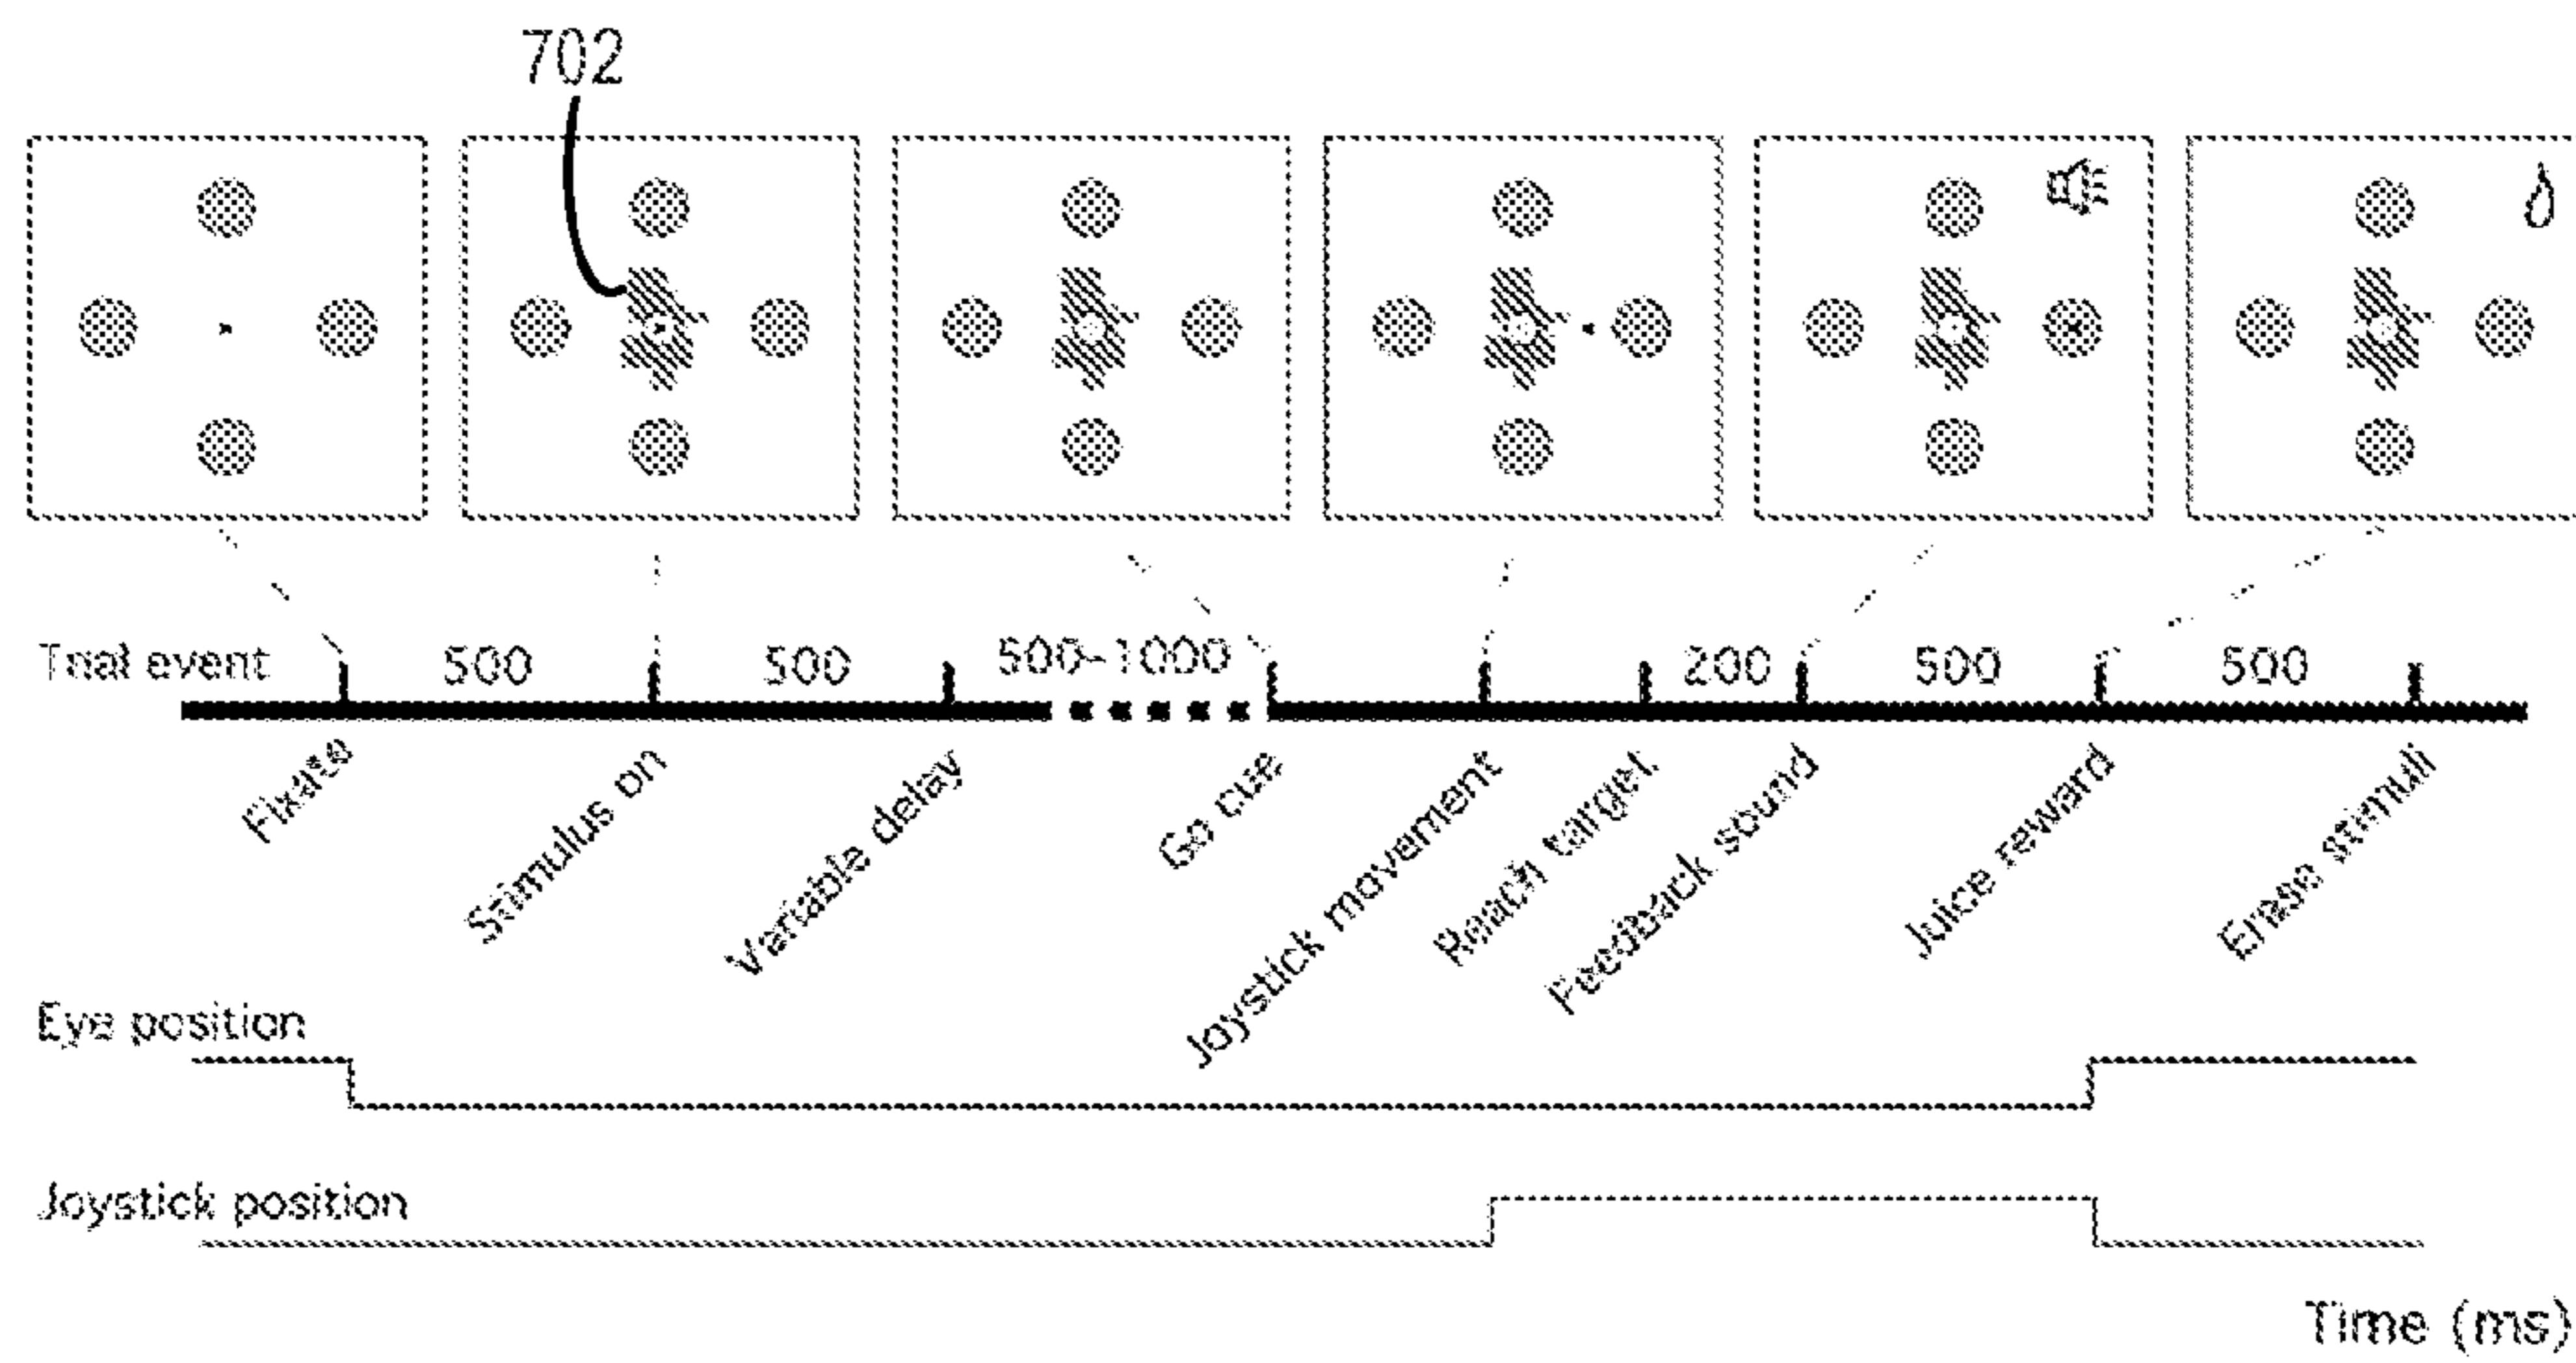 702
Trial event 500 500 500-1000 200 500 500
Fixate
Stimulus on
Variable delay
Go cue
Joystick movement
Reach target
Feedback sound
Juice reward
Erase stimuli
Eye position
Joystick position
Time (ms)